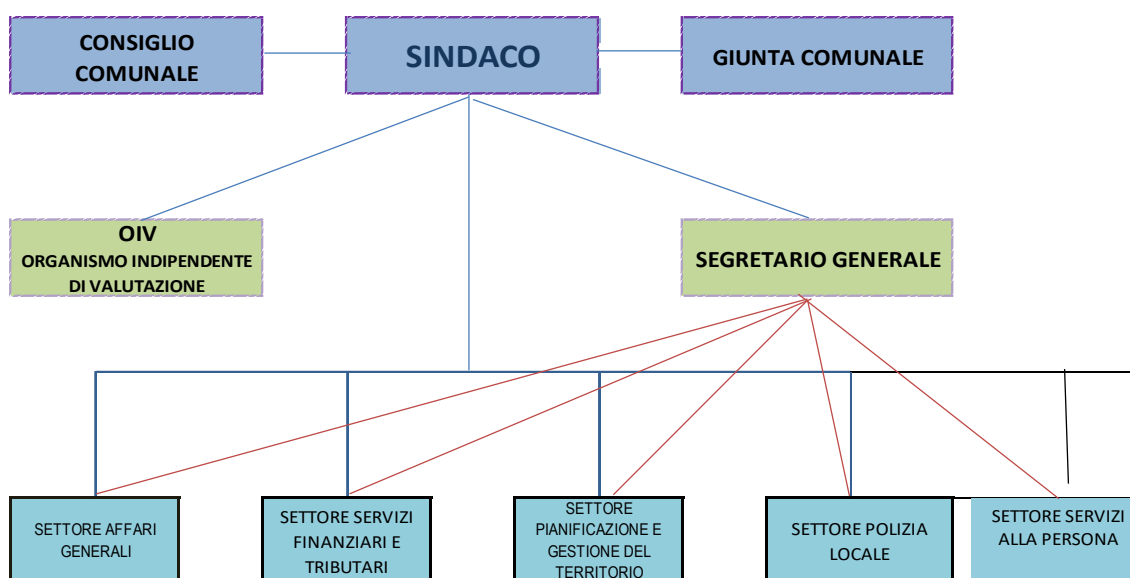 CONSIGLIO
COMUNALE
SINDACO
GIUNTA COMUNALE
OIV
ORGANISMO INDIPENDENTE
DI VALUTAZIONE
SEGRETARIO GENERALE
SETTORE AFFARI
GENERALI
SETTORE SERVIZI
FINANZIARI E
TRIBUTARI
SETTORE
PIANIFICAZIONE E
GESTIONE DEL
TERRITORIO
SETTORE POLIZIA
LOCALE
SETTORE SERVIZI
ALLA PERSONA